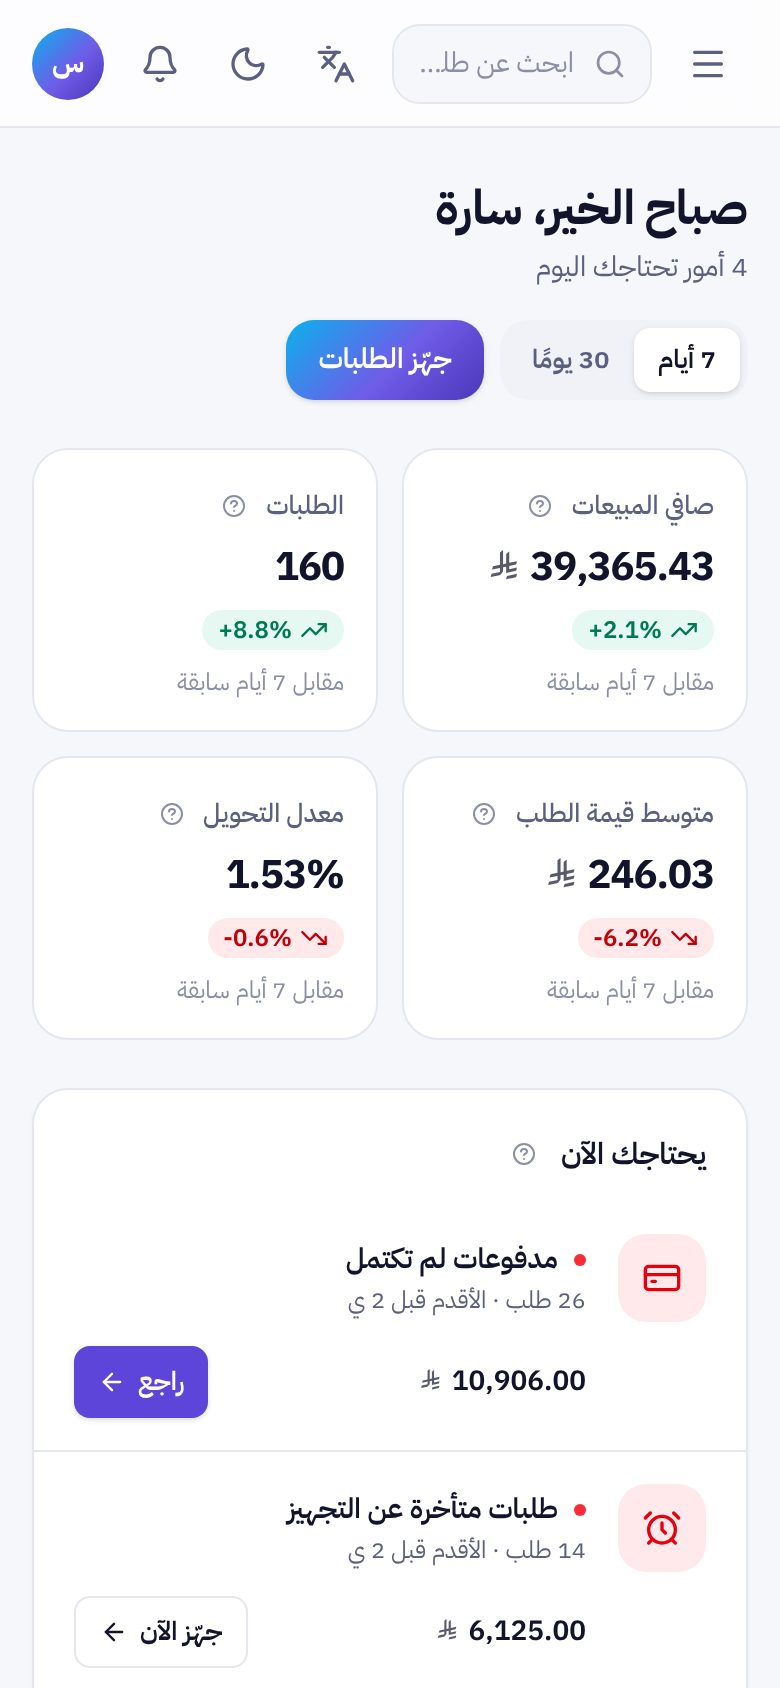 ابحث عن طلـ...
س
صباح الخير، سارة
4 أمور تحتاجك اليوم
7 أيام
30 يومًا
جهّز الطلبات
صافي المبيعات
39,365.43
+2.1%
مقابل 7 أيام سابقة
الطلبات
160
+8.8%
مقابل 7 أيام سابقة
متوسط قيمة الطلب
246.03
-6.2%
مقابل 7 أيام سابقة
معدل التحويل
1.53%
-0.6%
مقابل 7 أيام سابقة
يحتاجك الآن
مدفوعات لم تكتمل
26 طلب · الأقدم قبل 2 ي
10,906.00
راجع
طلبات متأخرة عن التجهيز
14 طلب · الأقدم قبل 2 ي
6,125.00
جهّز الآن